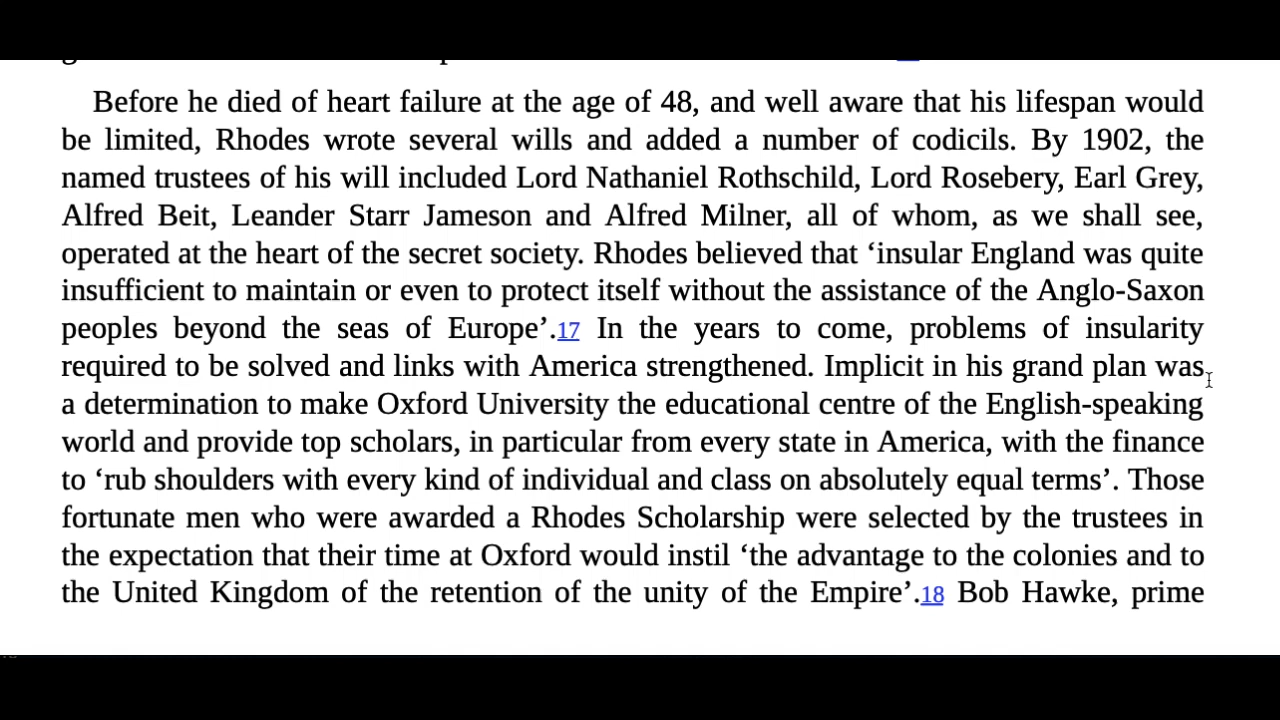 Before he died of heart failure at the age of 48, and well aware that his lifespan would
be limited, Rhodes wrote several wills and added a number of codicils. By 1902, the
named trustees of his will included Lord Nathaniel Rothschild, Lord Rosebery, Earl Grey,
Alfred Beit, Leander Starr Jameson and Alfred Milner, all of whom, as we shall see,
operated at the heart of the secret society. Rhodes believed that ‘insular England was quite
insufficient to maintain or even to protect itself without the assistance of the Anglo-Saxon
peoples beyond the seas of Europe’.17 In the years to come, problems of insularity
required to be solved and links with America strengthened. Implicit in his grand plan was
a determination to make Oxford University the educational centre of the English-speaking
world and provide top scholars, in particular from every state in America, with the finance
to ‘rub shoulders with every kind of individual and class on absolutely equal terms’. Those
fortunate men who were awarded a Rhodes Scholarship were selected by the trustees in
the expectation that their time at Oxford would instil ‘the advantage to the colonies and to
the United Kingdom of the retention of the unity of the Empire’.18 Bob Hawke, prime